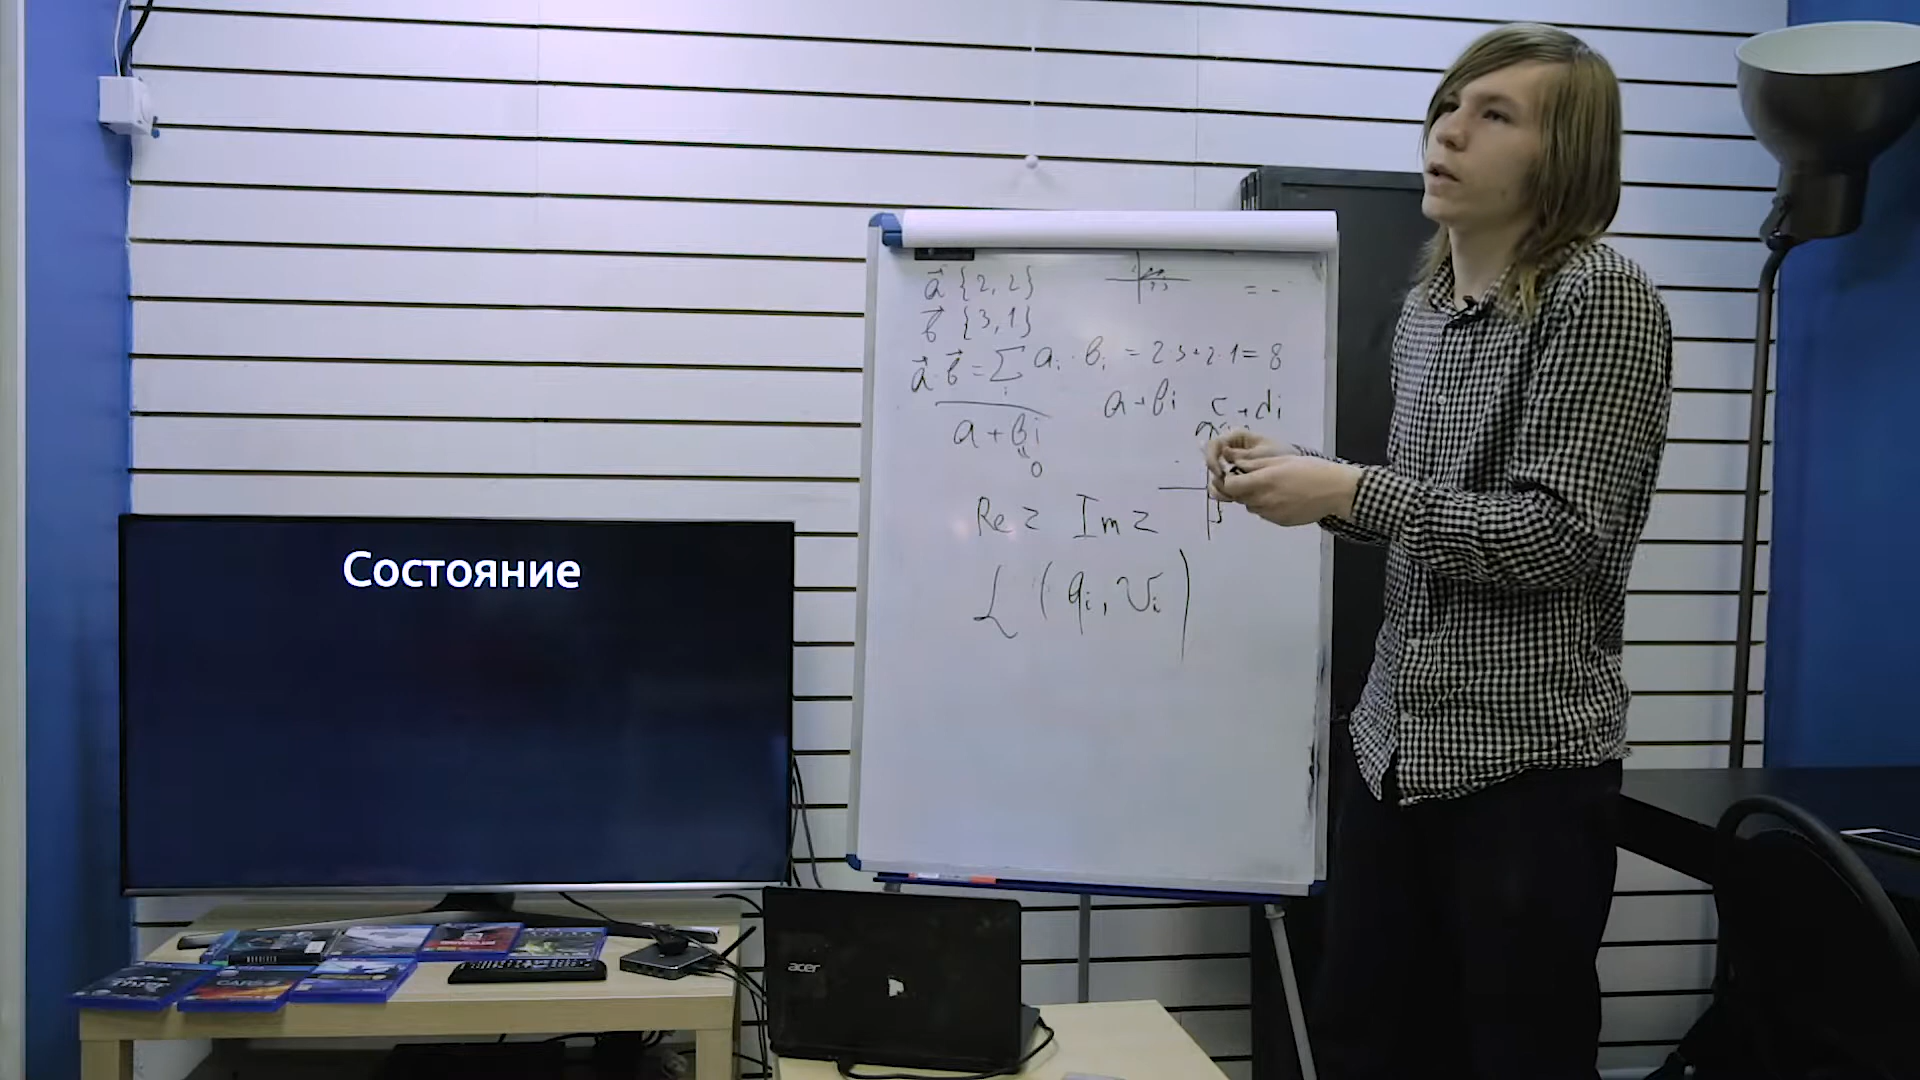 Состояние
a⃗ {2, 2}
= -
b⃗ {3, 1}
a⃗ · b⃗ = Σ aᵢ · bᵢ = 2·3+2·1 = 8
i
a + bi c + di
a + bi
0
Re z Im z
L (qᵢ, vᵢ)
acer